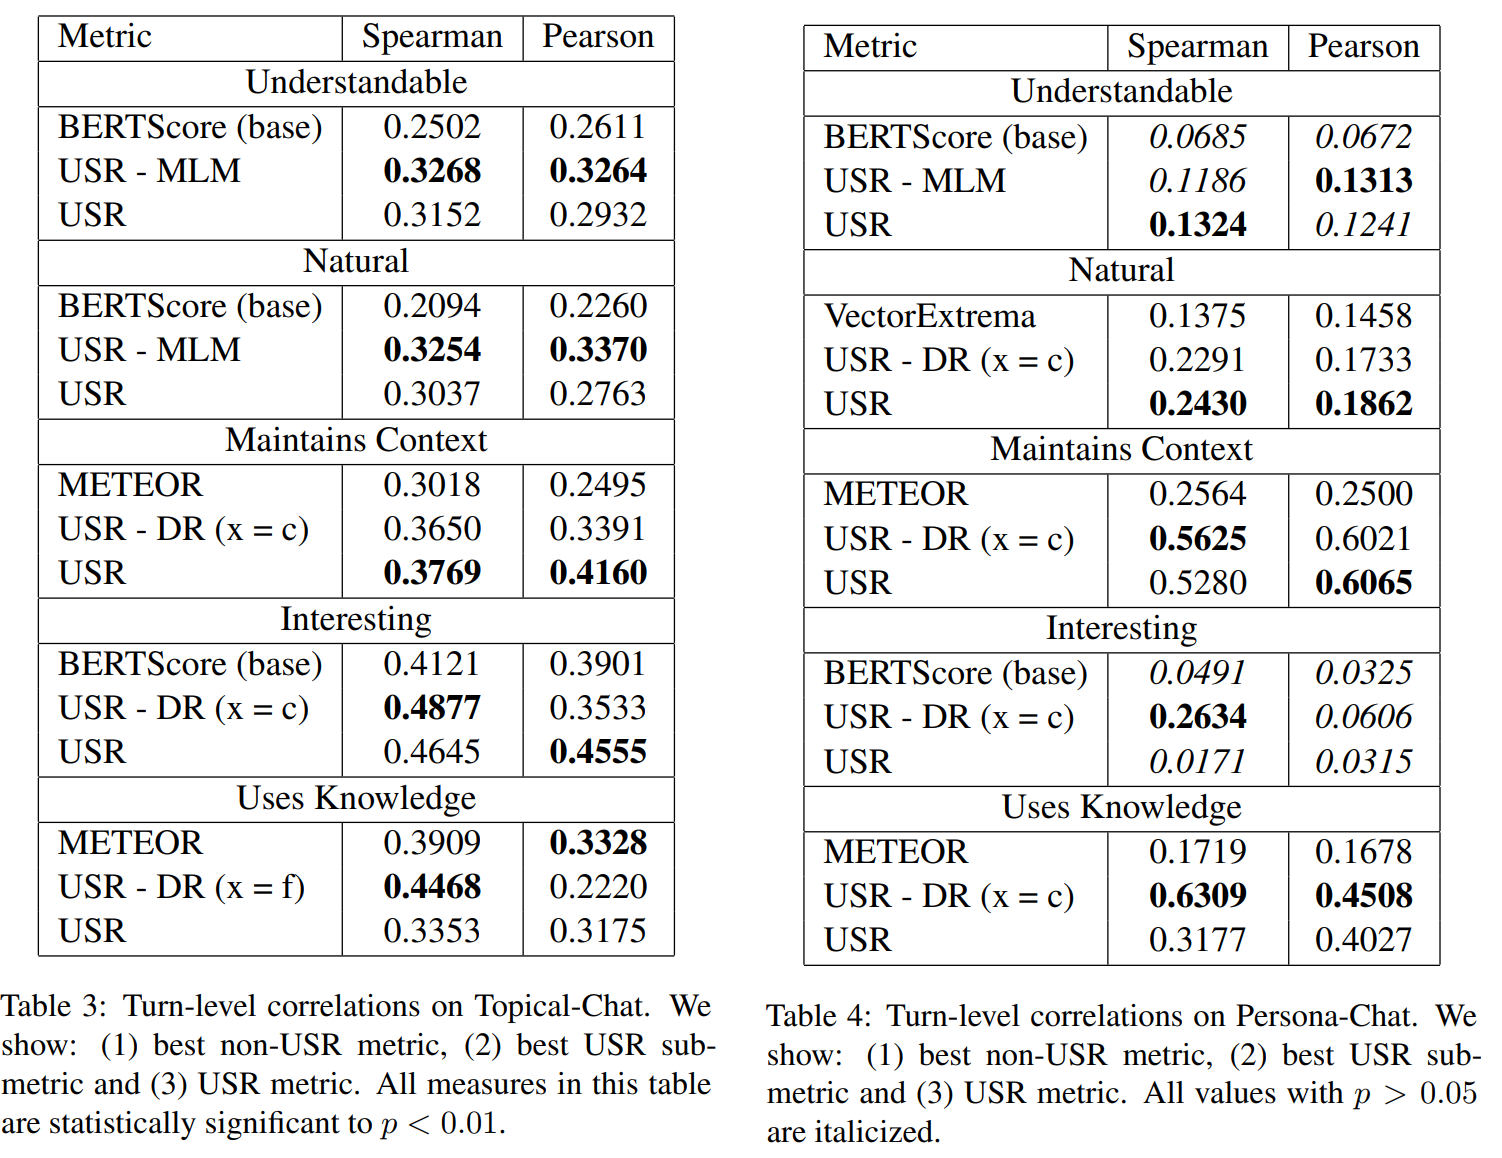 Metric Spearman Pearson
Understandable
BERTScore (base) 0.2502 0.2611
USR - MLM 0.3268 0.3264
USR 0.3152 0.2932
Natural
BERTScore (base) 0.2094 0.2260
USR - MLM 0.3254 0.3370
USR 0.3037 0.2763
Maintains Context
METEOR 0.3018 0.2495
USR - DR (x = c) 0.3650 0.3391
USR 0.3769 0.4160
Interesting
BERTScore (base) 0.4121 0.3901
USR - DR (x = c) 0.4877 0.3533
USR 0.4645 0.4555
Uses Knowledge
METEOR 0.3909 0.3328
USR - DR (x = f) 0.4468 0.2220
USR 0.3353 0.3175
Table 3: Turn-level correlations on Topical-Chat. We
show: (1) best non-USR metric, (2) best USR sub-
metric and (3) USR metric. All measures in this table
are statistically significant to p < 0.01.
Metric Spearman Pearson
Understandable
BERTScore (base) 0.0685 0.0672
USR - MLM 0.1186 0.1313
USR 0.1324 0.1241
Natural
VectorExtrema 0.1375 0.1458
USR - DR (x = c) 0.2291 0.1733
USR 0.2430 0.1862
Maintains Context
METEOR 0.2564 0.2500
USR - DR (x = c) 0.5625 0.6021
USR 0.5280 0.6065
Interesting
BERTScore (base) 0.0491 0.0325
USR - DR (x = c) 0.2634 0.0606
USR 0.0171 0.0315
Uses Knowledge
METEOR 0.1719 0.1678
USR - DR (x = c) 0.6309 0.4508
USR 0.3177 0.4027
Table 4: Turn-level correlations on Persona-Chat. We
show: (1) best non-USR metric, (2) best USR sub-
metric and (3) USR metric. All values with p > 0.05
are italicized.